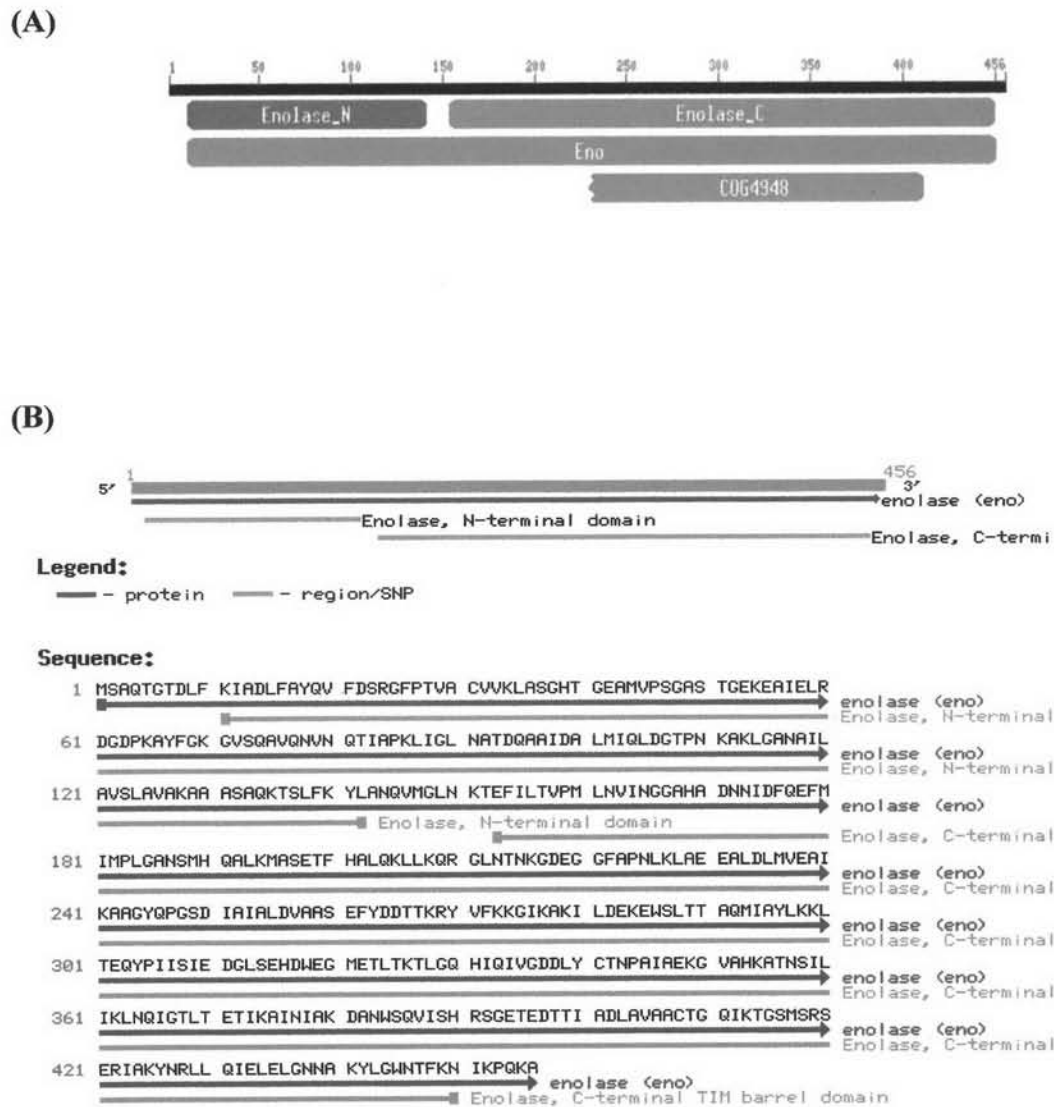 (A)
1 50 100 150 200 250 300 350 400 456
Enolase_N Enolase_C
Eno
COG4948
(B)
1 456
5' 3'
enolase (eno)
Enolase, N-terminal domain
Enolase, C-termi
Legend:
- protein - region/SNP
Sequence:
1 MSAQTGTDLF KIADLFAYQV FDSRGFPTVA CVVKLASGHT GEAMVPSGAS TGEKEAIELR
enolase (eno)
Enolase, N-terminal
61 DGDPKAYFGK GVSQAVQNVN QTIAPKLIGL NATDQAAIDA LMIQLDGTPN KAKLGANAIL
enolase (eno)
Enolase, N-terminal
121 AVSLAVAKAA ASAQKTSLFK YLANQVMGLN KTEFILTVPM LNVINGGAHA DNNIDFQEFM
enolase (eno)
Enolase, N-terminal domain Enolase, C-terminal
181 IMPLGANSMH QALKMASETF HALQKLLKQR GLNTNKGDEG GFAPNLKLAE EALDLMVEAI
enolase (eno)
Enolase, C-terminal
241 KAAGYQPGSD IAIALDVAAS EFYDDTTKRY VFKKGIKAKI LDEKEWSLTT AQMIAYLKKL
enolase (eno)
Enolase, C-terminal
301 TEQYPIISIE DGLSEHDWEG METLTKTLGQ HIQIVGDDLY CTNPAIAEKG VAHKATNSIL
enolase (eno)
Enolase, C-terminal
361 IKLNQIGTLT ETIKAINIAK DANWSQVISH RSGETEDTTI ADLAVAACTG QIKTGSMSRS
enolase (eno)
Enolase, C-terminal
421 ERIAKYNRLL QIELELGNNA KYLGWNTFKN IKPQKA
enolase (eno)
Enolase, C-terminal TIM barrel domain